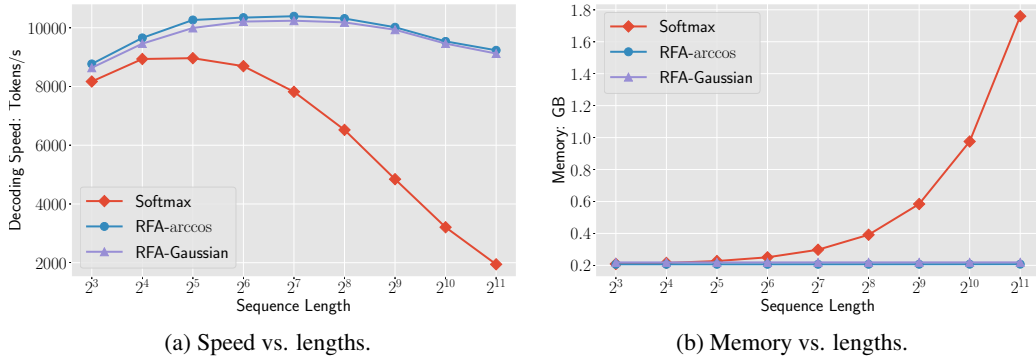 10000
8000
6000
4000
2000
Decoding Speed: Tokens/s
Softmax
RFA-arccos
RFA-Gaussian
2^3 2^4 2^5 2^6 2^7 2^8 2^9 2^10 2^11
Sequence Length
(a) Speed vs. lengths.
1.8
1.6
1.4
1.2
1.0
0.8
0.6
0.4
0.2
Memory: GB
Softmax
RFA-arccos
RFA-Gaussian
2^3 2^4 2^5 2^6 2^7 2^8 2^9 2^10 2^11
Sequence Length
(b) Memory vs. lengths.